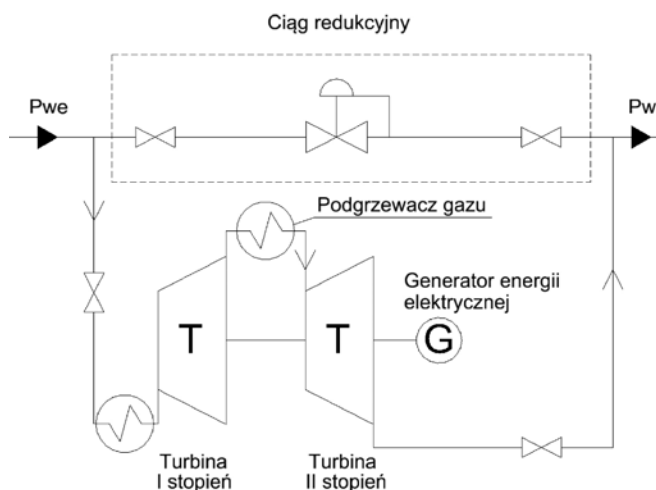 Ciąg redukcyjny
Pwe
Pw
Podgrzewacz gazu
Generator energii
elektrycznej
T
T
G
Turbina
I stopień
Turbina
II stopień